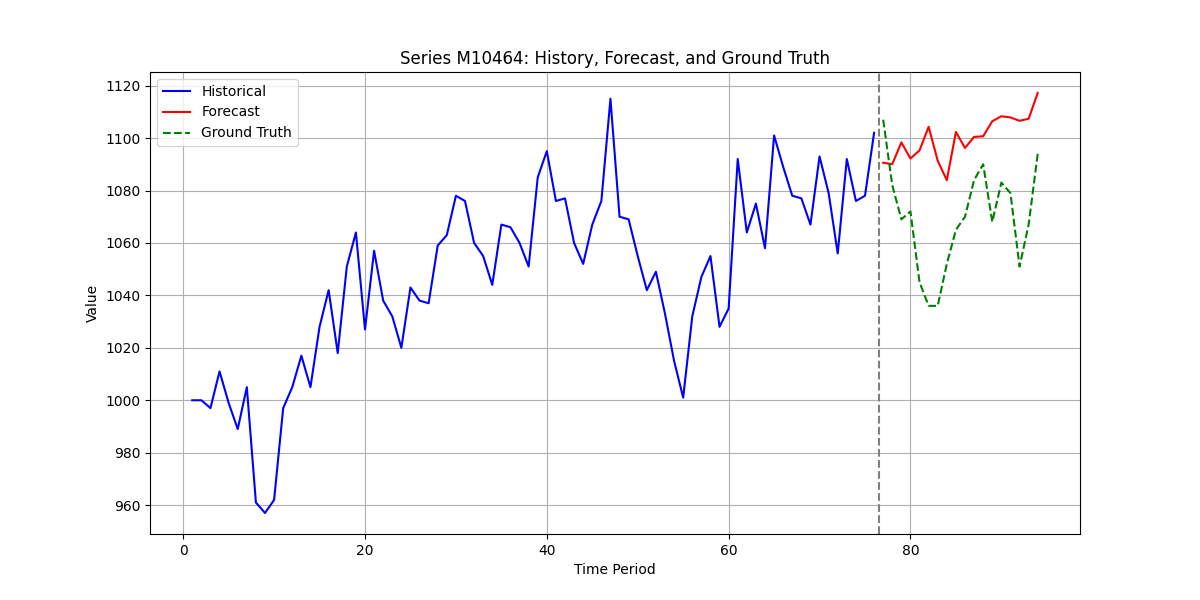 Series M10464: History, Forecast, and Ground Truth
Historical
Forecast
Ground Truth
Value
1120
1100
1080
1060
1040
1020
1000
980
960
0
20
40
60
80
Time Period